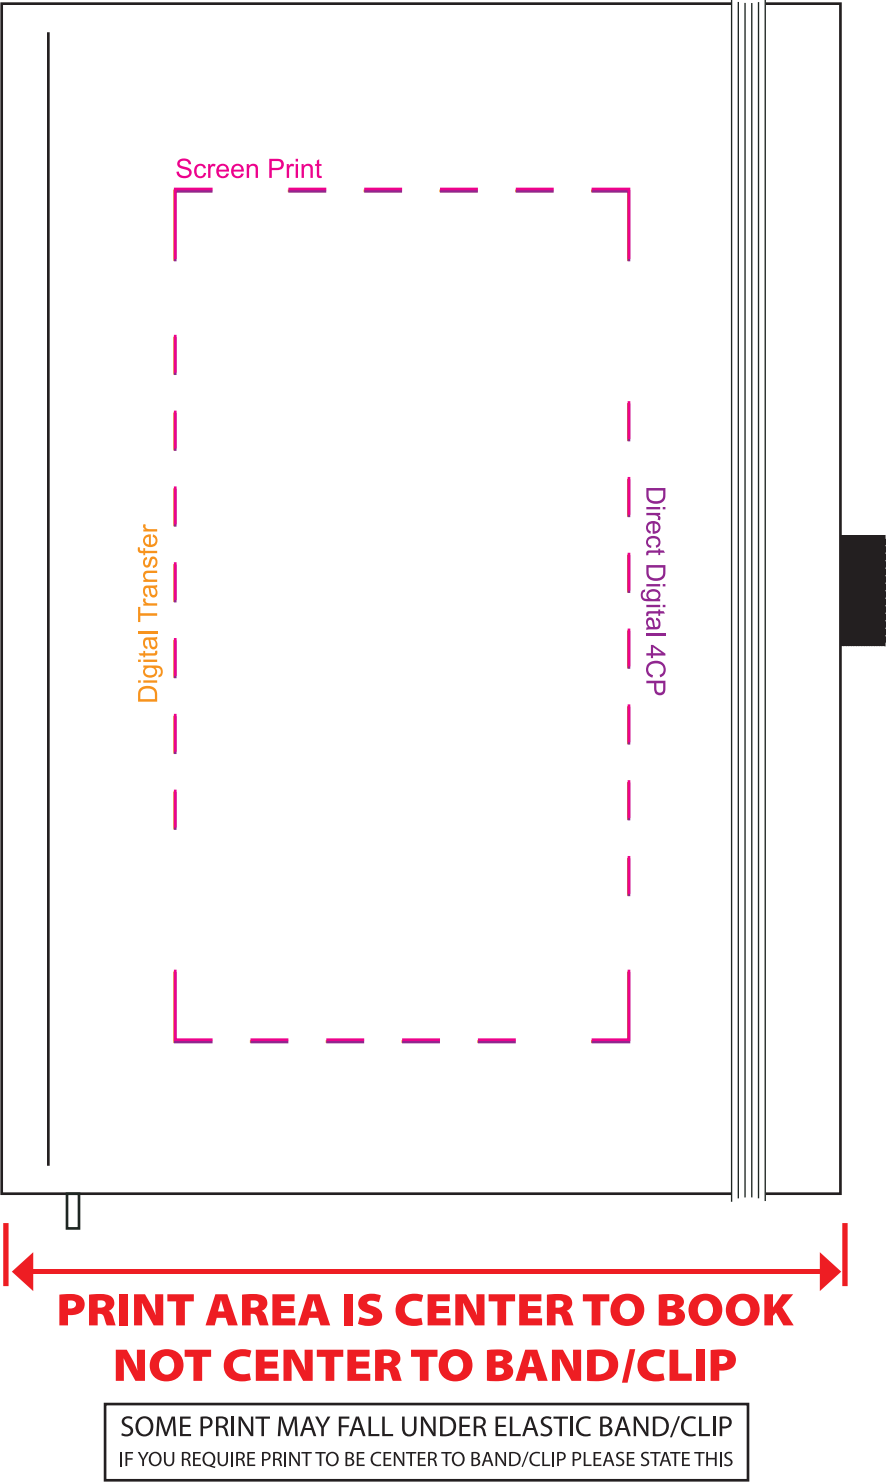 Screen Print
Digital Transfer
Direct Digital 4CP
PRINT AREA IS CENTER TO BOOK
NOT CENTER TO BAND/CLIP
SOME PRINT MAY FALL UNDER ELASTIC BAND/CLIP
IF YOU REQUIRE PRINT TO BE CENTER TO BAND/CLIP PLEASE STATE THIS